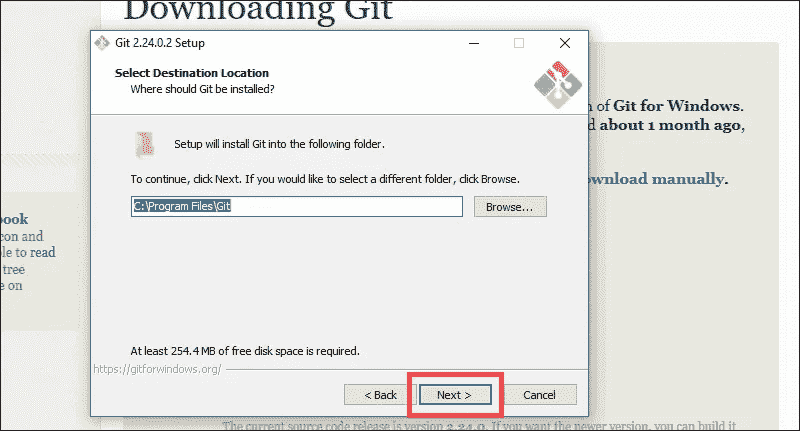 Downloading Git
Git 2.24.0.2 Setup
Select Destination Location
Where should Git be installed?
n of Git for Windows.
d about 1 month ago,
Setup will install Git into the following folder.
To continue, click Next. If you would like to select a different folder, click Browse.
ownload manually.
C:\Program Files\Git
Browse...
book
con and
le to read
tree
e on
At least 254.4 MB of free disk space is required.
https://gitforwindows.org/
< Back
Next >
Cancel
The current source code release is version 2.24.0. If you want the newer version, you can build it